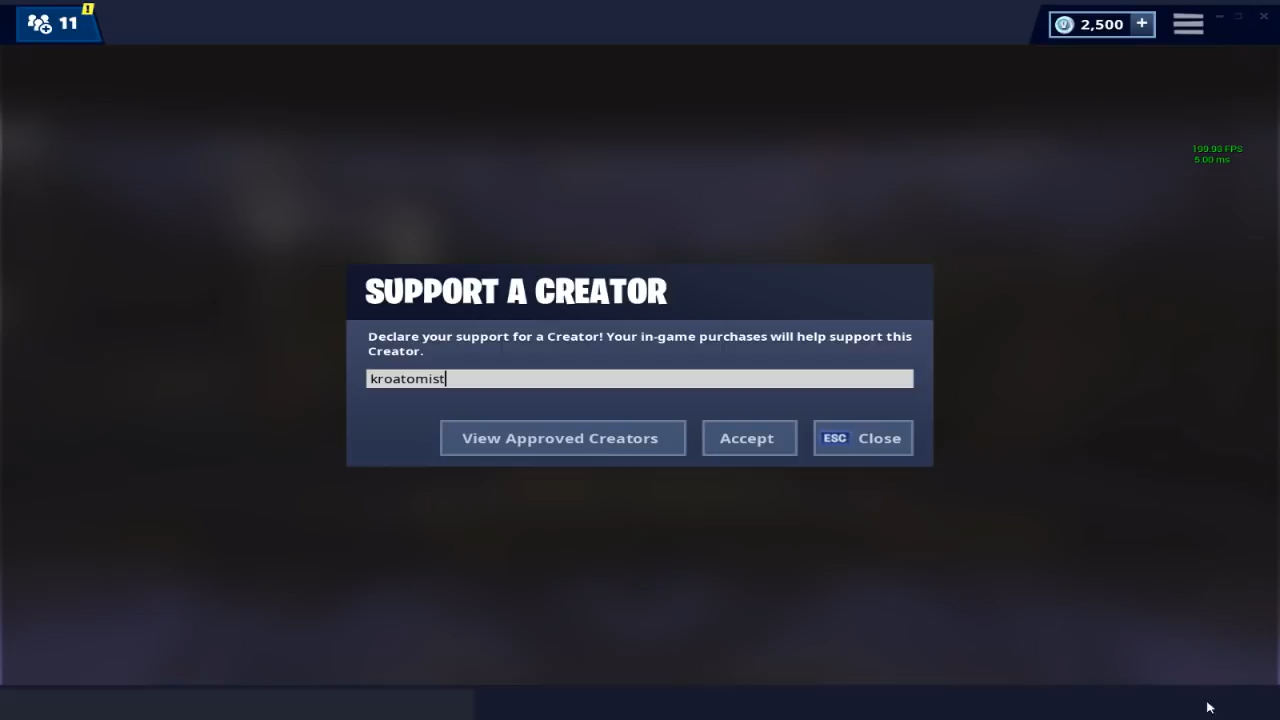 11
!
2,500 +
199.93 FPS
5.00 ms
SUPPORT A CREATOR
Declare your support for a Creator! Your in-game purchases will help support this
Creator.
kroatomist
View Approved Creators
Accept
ESC Close